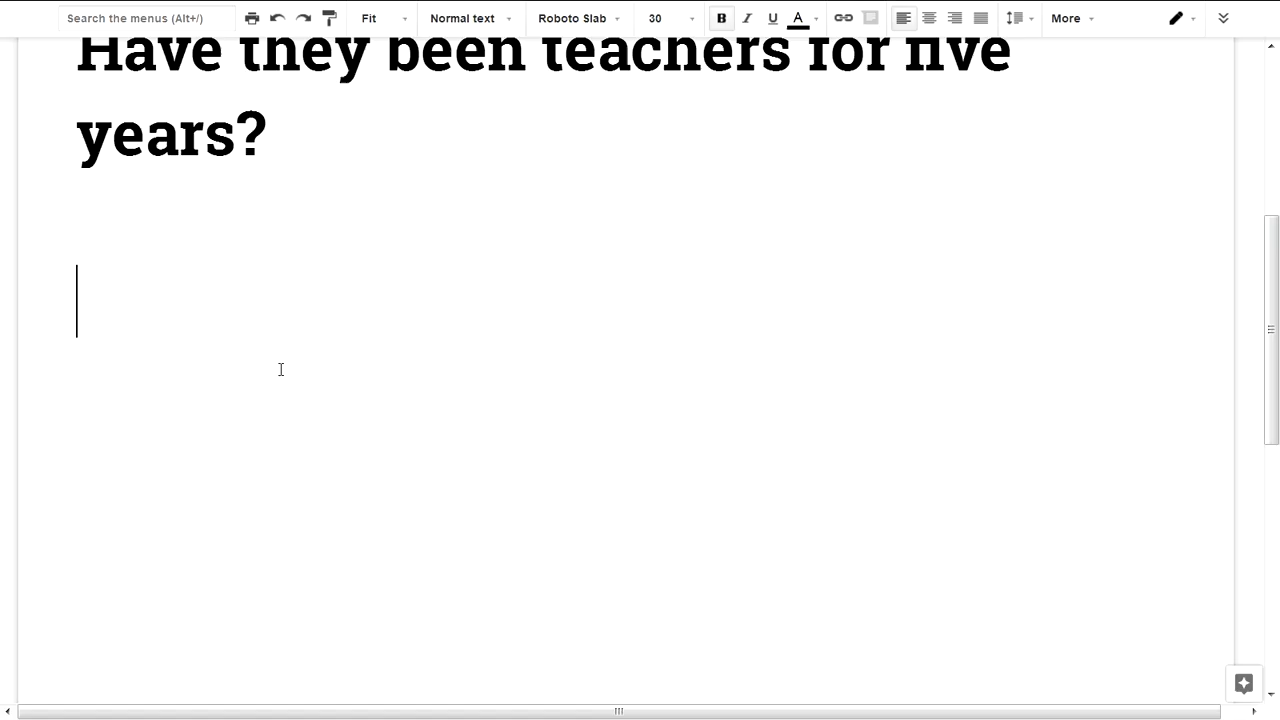 Search the menus (Alt+/) Fit Normal text Roboto Slab 30 B I U A More
Have they been teachers for five
years?